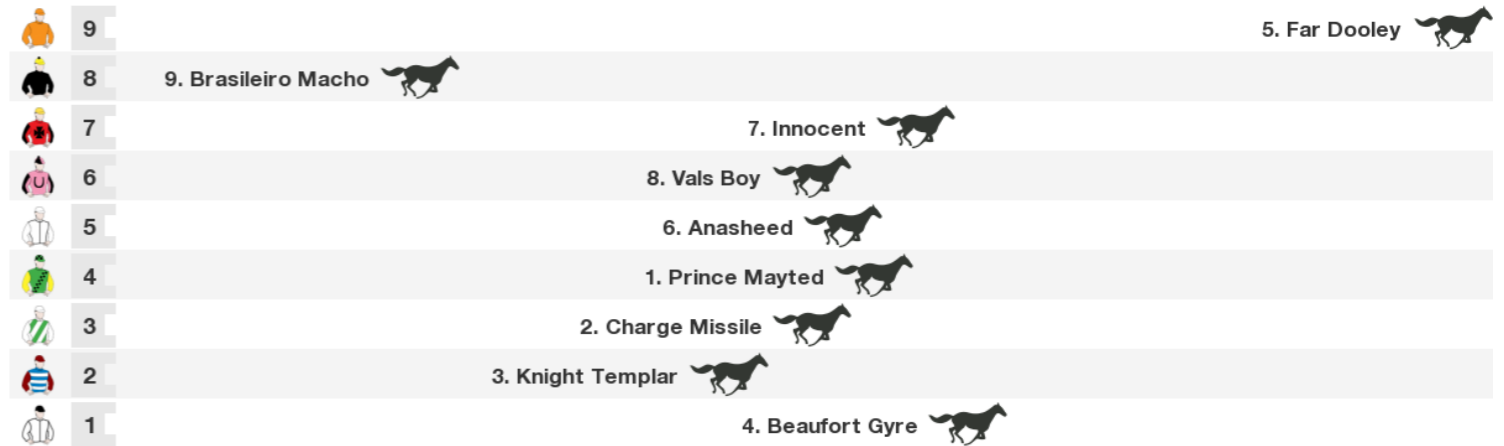 9 5. Far Dooley
8 9. Brasileiro Macho
7 7. Innocent
6 8. Vals Boy
5 6. Anasheed
4 1. Prince Mayted
3 2. Charge Missile
2 3. Knight Templar
1 4. Beaufort Gyre